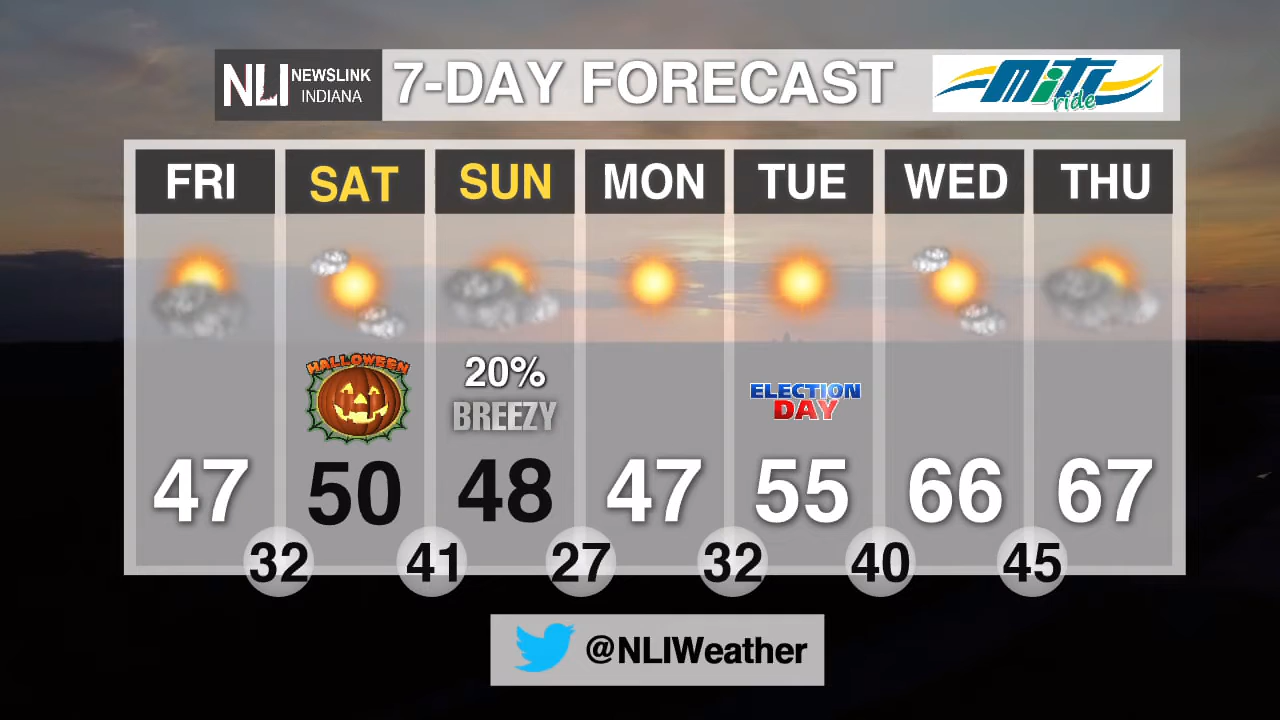 NLI NEWSLINK INDIANA
7-DAY FORECAST
MiTS ride
FRI SAT SUN MON TUE WED THU
HALLOWEEN
20%
BREEZY
ELECTION DAY
47 50 48 47 55 66 67
32 41 27 32 40 45
@NLIWeather